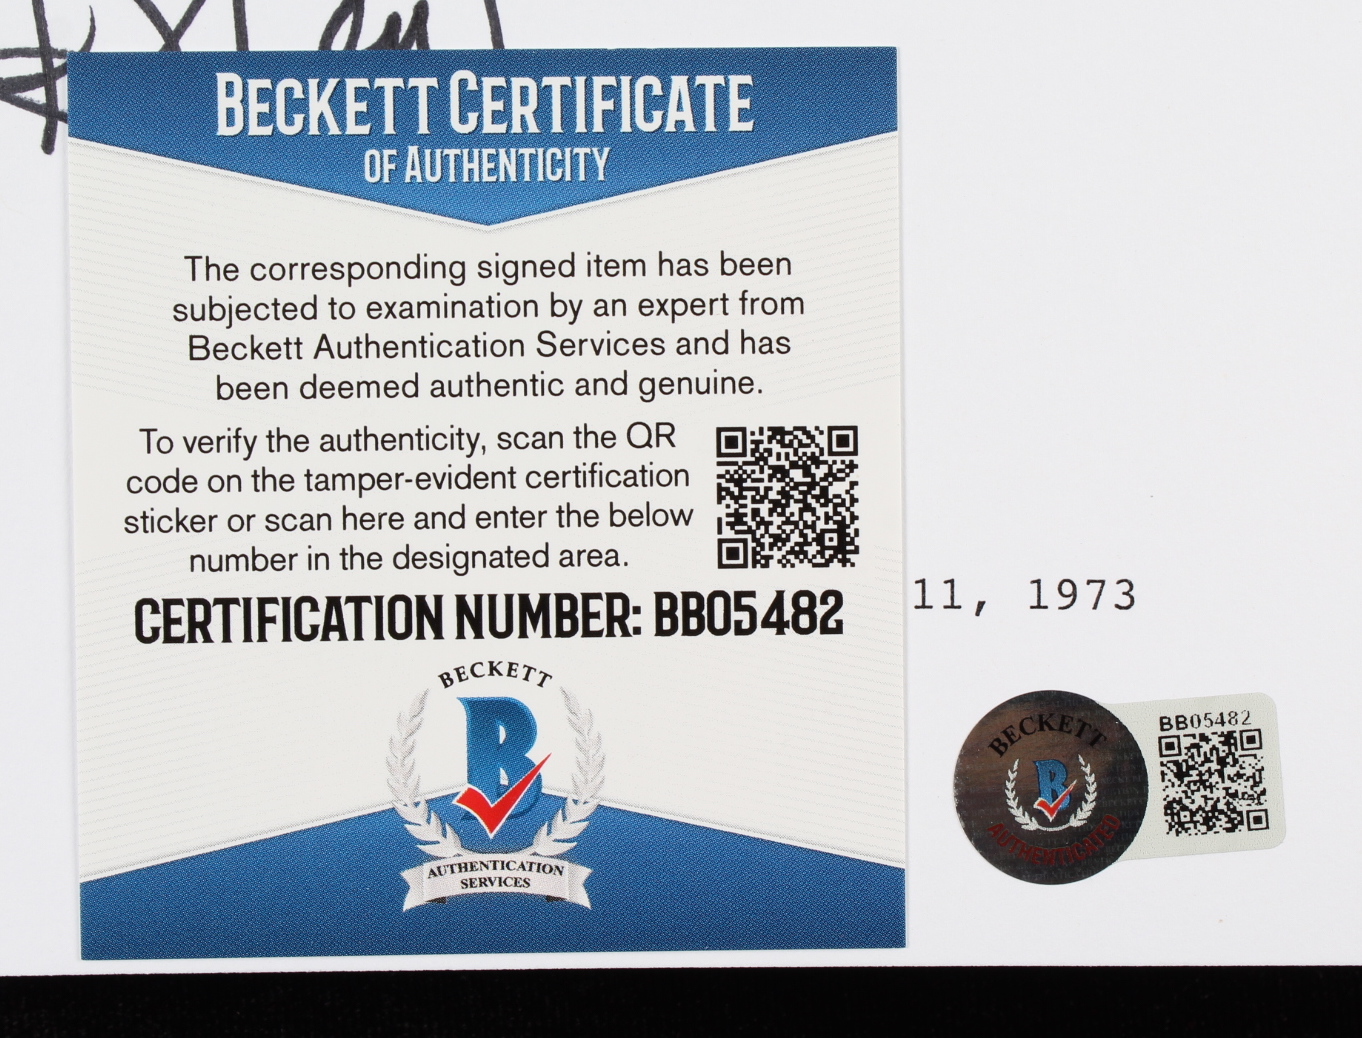 BECKETT CERTIFICATE
OF AUTHENTICITY
The corresponding signed item has been
subjected to examination by an expert from
Beckett Authentication Services and has
been deemed authentic and genuine.
To verify the authenticity, scan the QR
code on the tamper-evident certification
sticker or scan here and enter the below
number in the designated area.
CERTIFICATION NUMBER: BB05482
BECKETT
B
AUTHENTICATION
SERVICES
11, 1973
BECKETT
B
AUTHENTICATED
BB05482